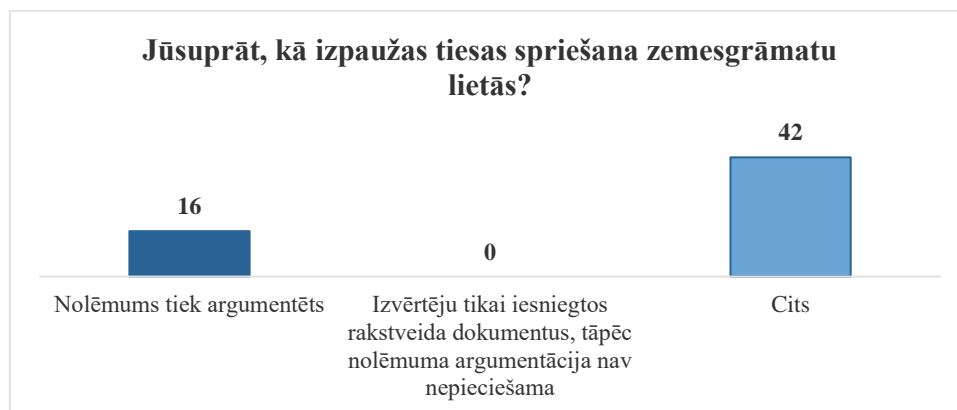 Jūsuprāt, kā izpaužas tiesas spriešana zemesgrāmatu
lietās?
42
16
0
Nolēmums tiek argumentēts
Izvērtēju tikai iesniegtos
rakstveida dokumentus, tāpēc
nolēmuma argumentācija nav
nepieciešama
Cits